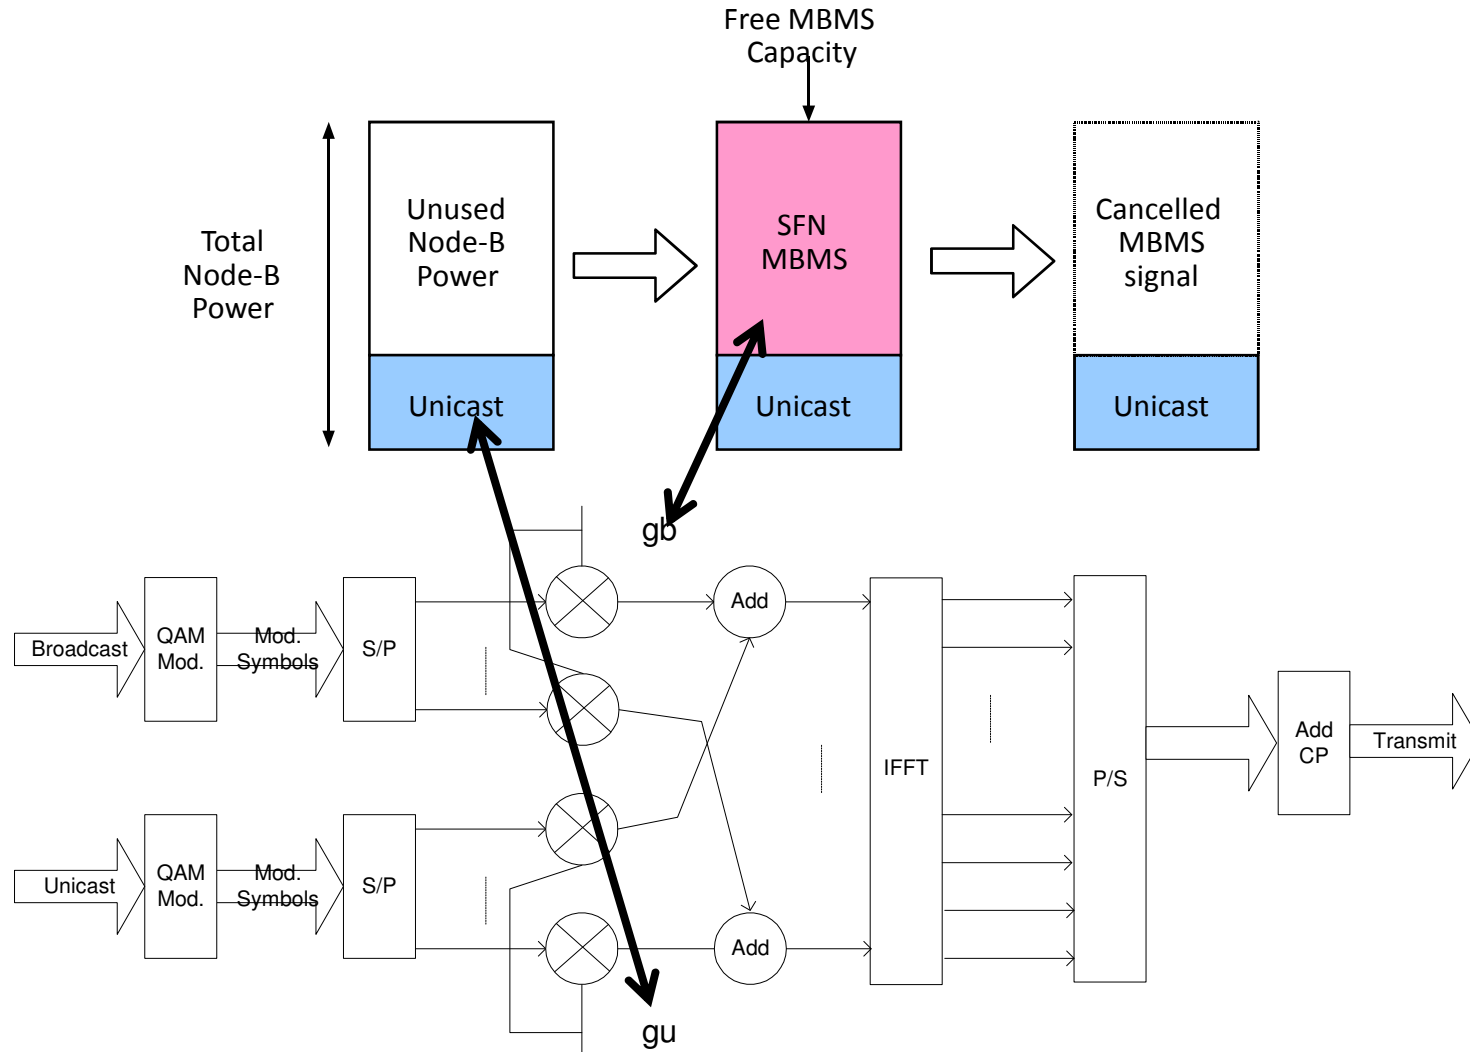 Free MBMS
Capacity
Total
Node-B
Power
Unused
Node-B
Power
SFN
MBMS
Cancelled
MBMS
signal
Unicast
Unicast
Unicast
gb
Broadcast
QAM
Mod.
Mod.
Symbols
S/P
Add
IFFT
P/S
Add
CP
Transmit
Unicast
QAM
Mod.
Mod.
Symbols
S/P
Add
gu